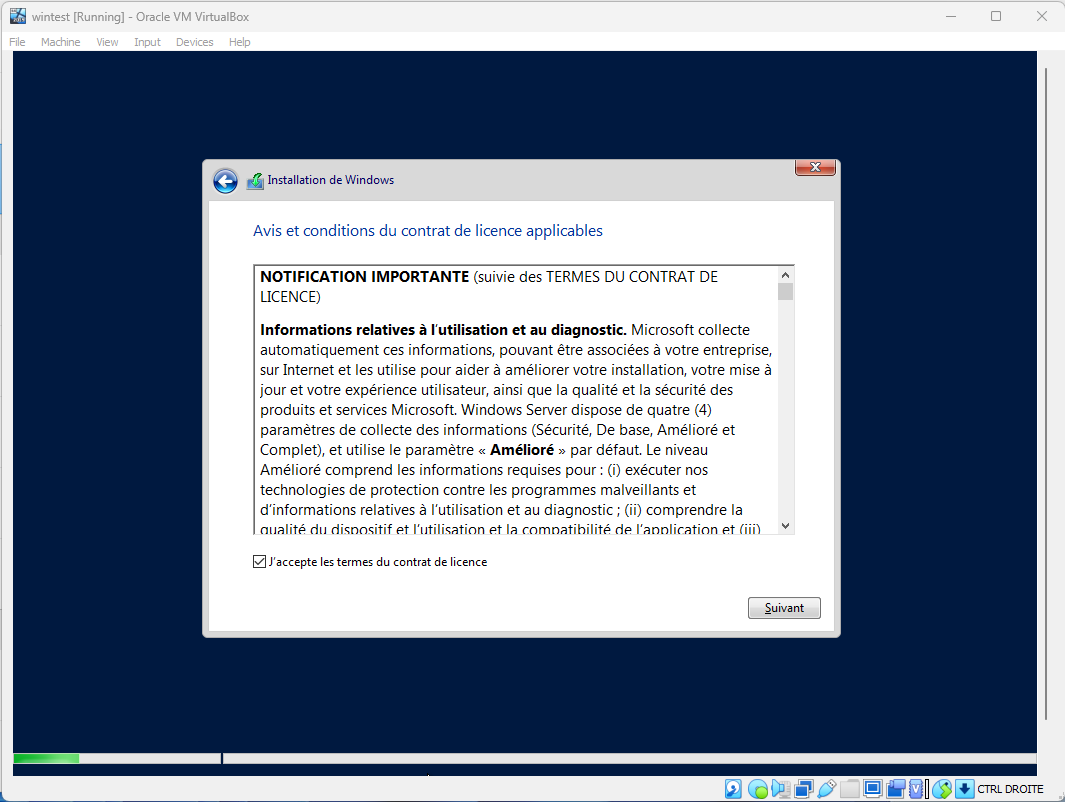 wintest [Running] - Oracle VM VirtualBox
File Machine View Input Devices Help
Installation de Windows
Avis et conditions du contrat de licence applicables
NOTIFICATION IMPORTANTE (suivie des TERMES DU CONTRAT DE
LICENCE)
Informations relatives à l'utilisation et au diagnostic. Microsoft collecte
automatiquement ces informations, pouvant être associées à votre entreprise,
sur Internet et les utilise pour aider à améliorer votre installation, votre mise à
jour et votre expérience utilisateur, ainsi que la qualité et la sécurité des
produits et services Microsoft. Windows Server dispose de quatre (4)
paramètres de collecte des informations (Sécurité, De base, Amélioré et
Complet), et utilise le paramètre « Amélioré » par défaut. Le niveau
Amélioré comprend les informations requises pour : (i) exécuter nos
technologies de protection contre les programmes malveillants et
d'informations relatives à l'utilisation et au diagnostic ; (ii) comprendre la
qualité du dispositif et l'utilisation et la compatibilité de l'application et (iii)
J'accepte les termes du contrat de licence
Suivant
CTRL DROITE